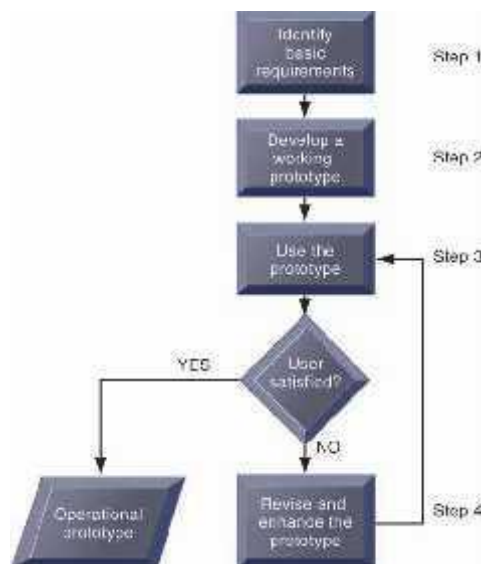 Identify
basic
requirements
Step 1
Develop a
working
prototype
Step 2
Use the
prototype
Step 3
User
satisfied?
YES
NO
Operational
prototype
Revise and
enhance the
prototype
Step 4